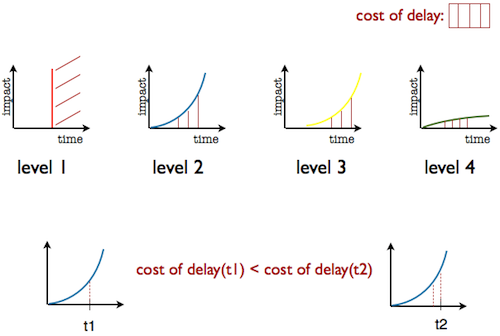 cost of delay:
impact
time
impact
time
impact
time
impact
time
level 1
level 2
level 3
level 4
cost of delay(t1) < cost of delay(t2)
t1
t2